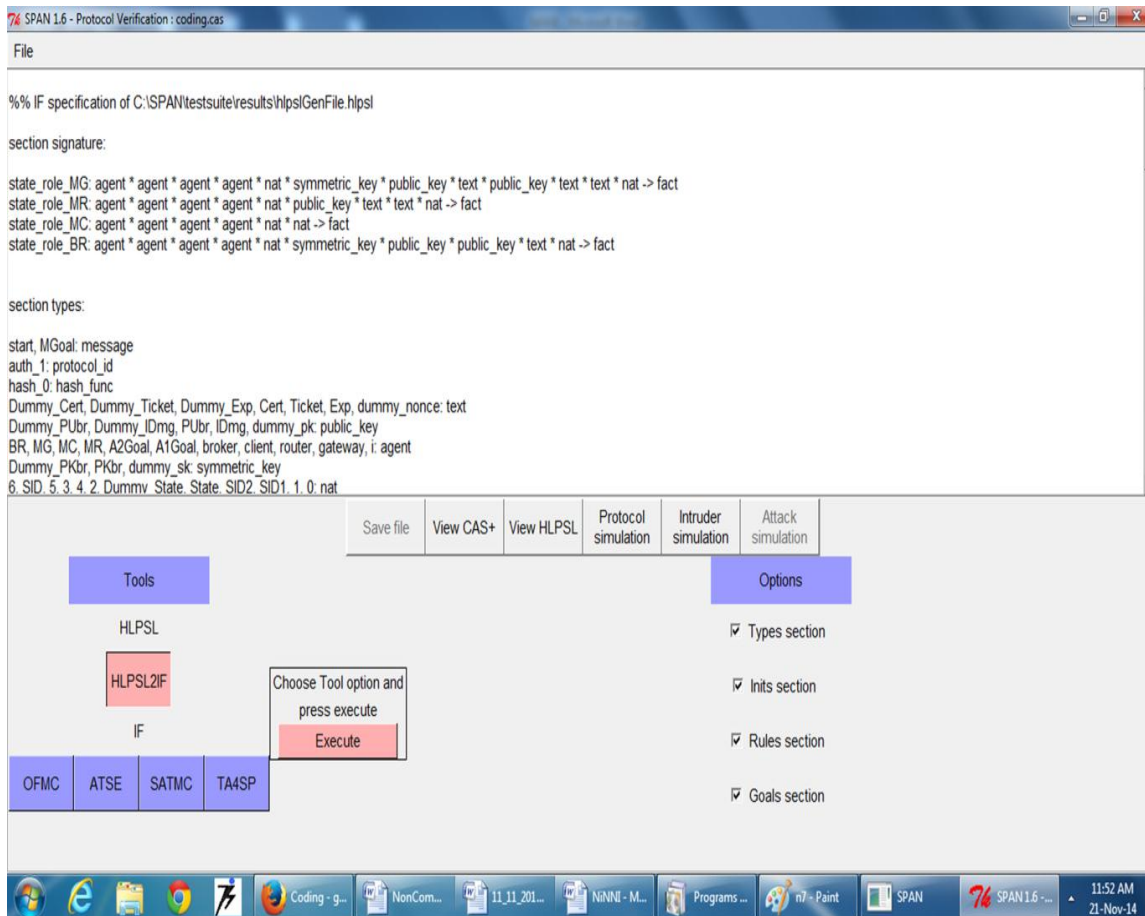 SPAN 1.6 - Protocol Verification : coding.cas
File
%% IF specification of C:\SPAN\testsuite\results\hlpslGenFile.hlpsl
section signature:
state_role_MG: agent * agent * agent * agent * nat * symmetric_key * public_key * text * public_key * text * text * nat -> fact
state_role_MR: agent * agent * agent * agent * nat * public_key * text * text * nat -> fact
state_role_MC: agent * agent * agent * agent * nat * nat -> fact
state_role_BR: agent * agent * agent * agent * nat * symmetric_key * public_key * public_key * text * nat -> fact
section types:
start, MGoal: message
auth_1: protocol_id
hash_0: hash_func
Dummy_Cert, Dummy_Ticket, Dummy_Exp, Cert, Ticket, Exp, dummy_nonce: text
Dummy_PUbr, Dummy_IDmg, PUbr, IDmg, dummy_pk: public_key
BR, MG, MC, MR, A2Goal, A1Goal, broker, client, router, gateway, i: agent
Dummy_PKbr, PKbr, dummy_sk: symmetric_key
6, SID, 5, 3, 4, 2, Dummy_State, State, SID2, SID1, 1, 0: nat
Save file
View CAS+
View HLPSL
Protocol
simulation
Intruder
simulation
Attack
simulation
Tools
Options
HLPSL
Types section
HLPSL2IF
Choose Tool option and
press execute
Execute
Inits section
IF
Rules section
OFMC
ATSE
SATMC
TA4SP
Goals section
Coding - g...
NonCom...
11_11_201...
NiNNI - M...
Programs ...
n7 - Paint
SPAN
SPAN 1.6 -...
11:52 AM
21-Nov-14